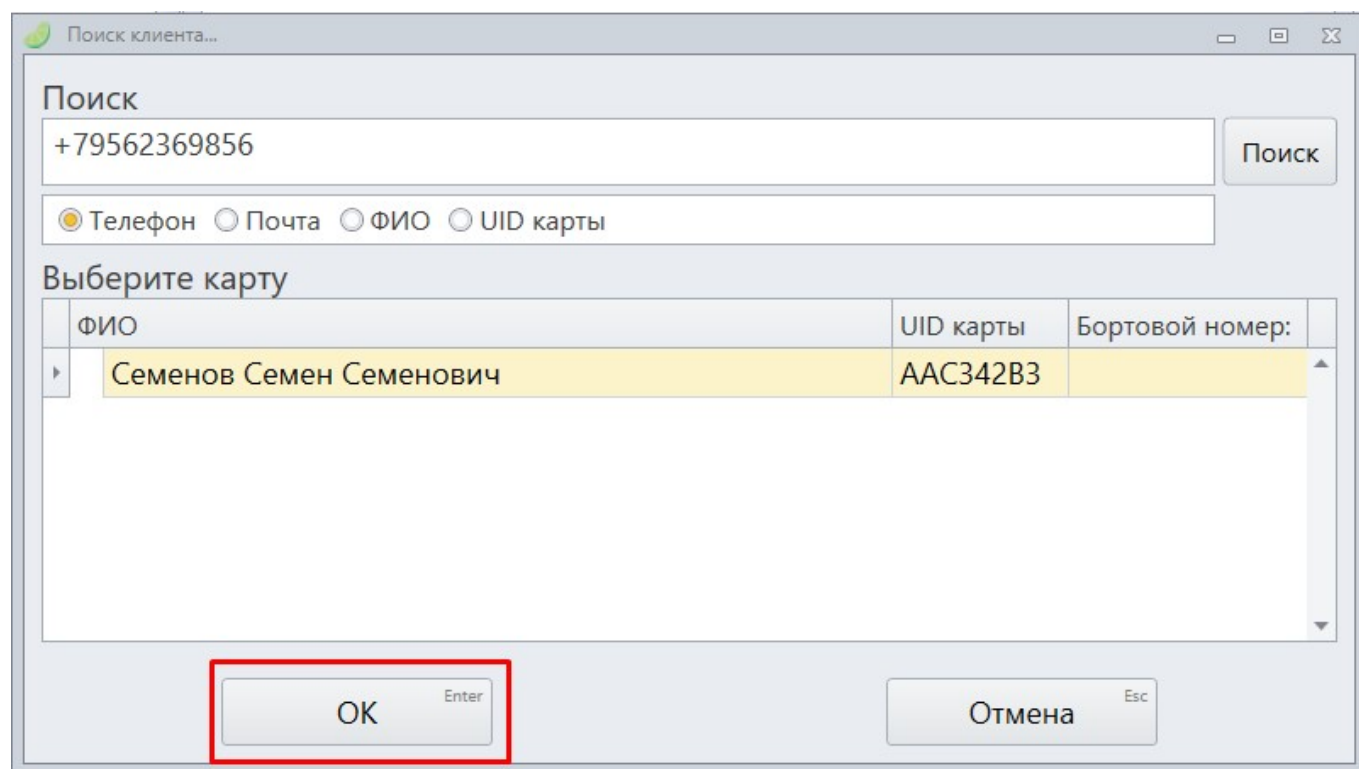 Поиск клиента...
Поиск
+79562369856
Поиск
Телефон Почта ФИО UID карты
Выберите карту
ФИО UID карты Бортовой номер:
Семенов Семен Семенович AAC342B3
OK Enter
Отмена Esc